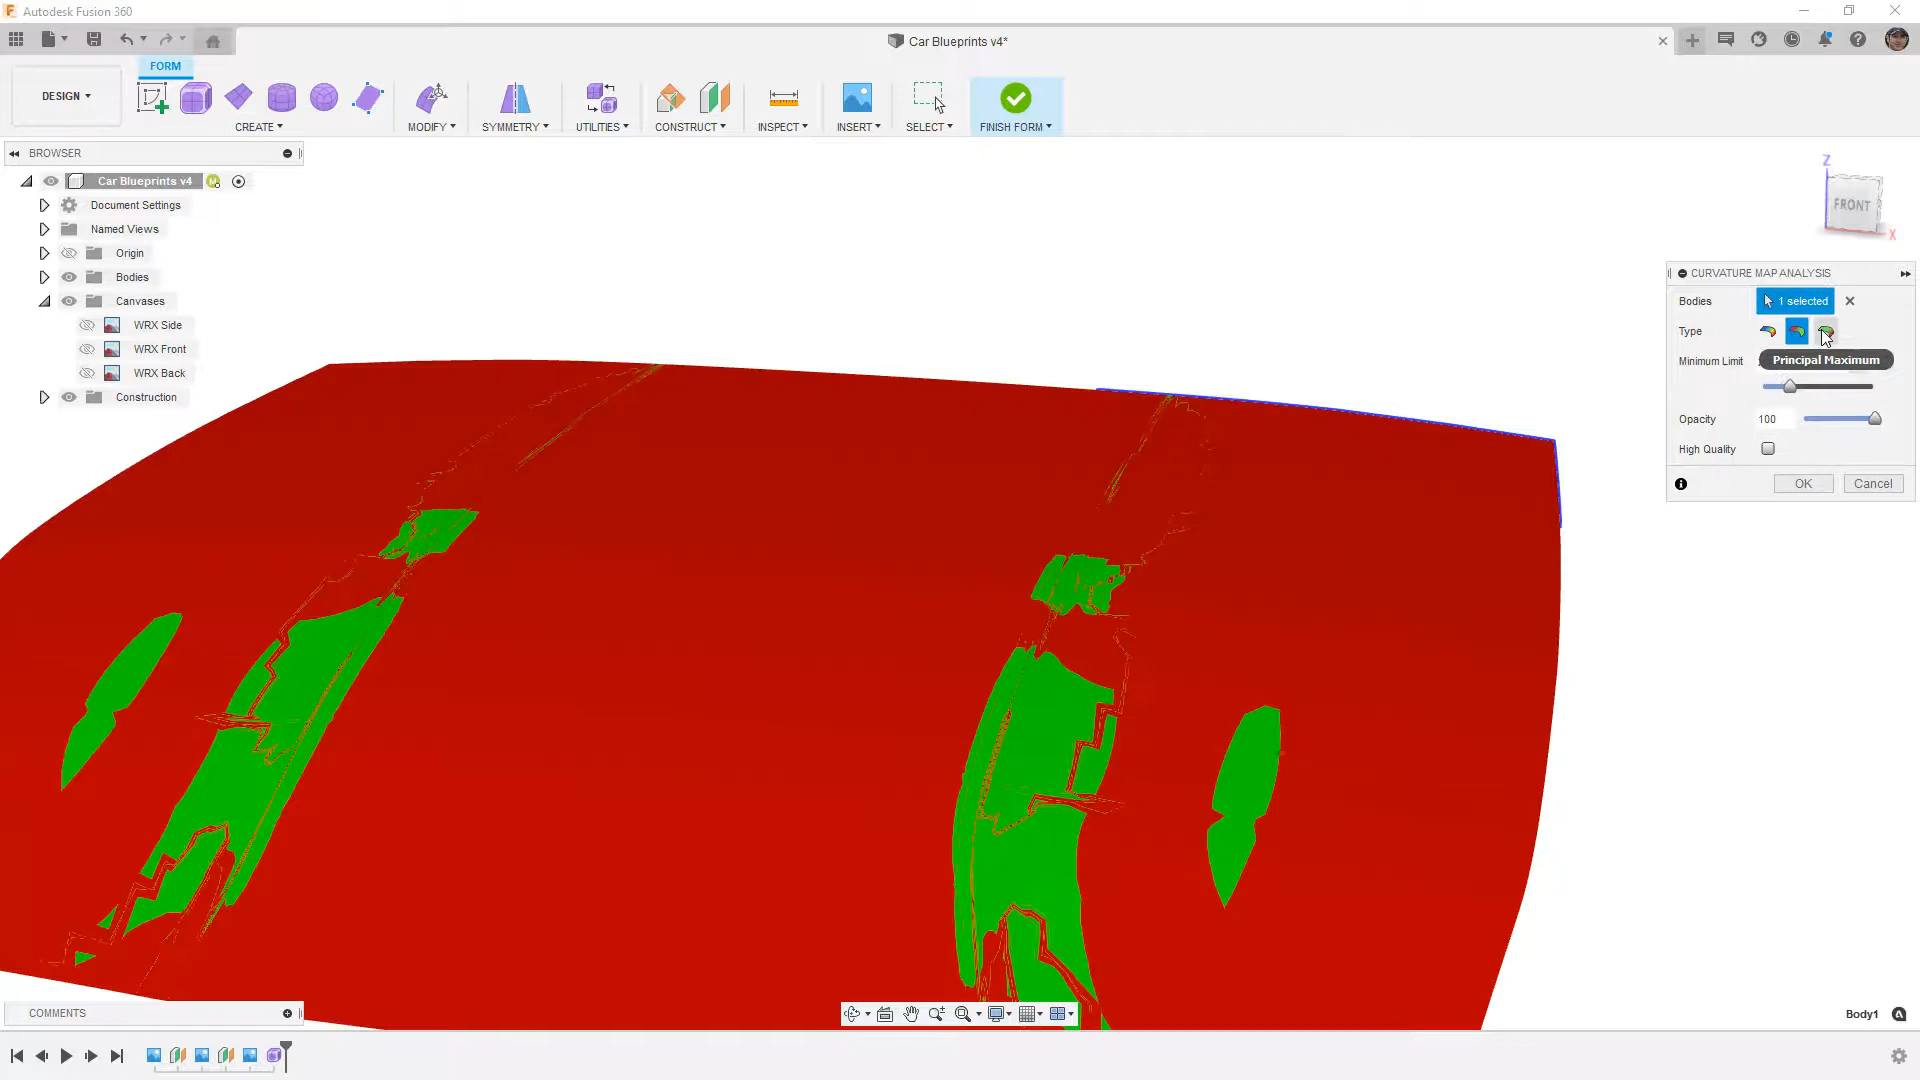 Autodesk Fusion 360
Car Blueprints v4*
FORM
DESIGN
CREATE
MODIFY
SYMMETRY
UTILITIES
CONSTRUCT
INSPECT
INSERT
SELECT
FINISH FORM
BROWSER
Car Blueprints v4
Document Settings
Named Views
Origin
Bodies
Canvases
WRX Side
WRX Front
WRX Back
Construction
Z
FRONT
X
CURVATURE MAP ANALYSIS
Bodies
1 selected
Type
Minimum Limit
Principal Maximum
Opacity
100
High Quality
OK
Cancel
COMMENTS
Body1